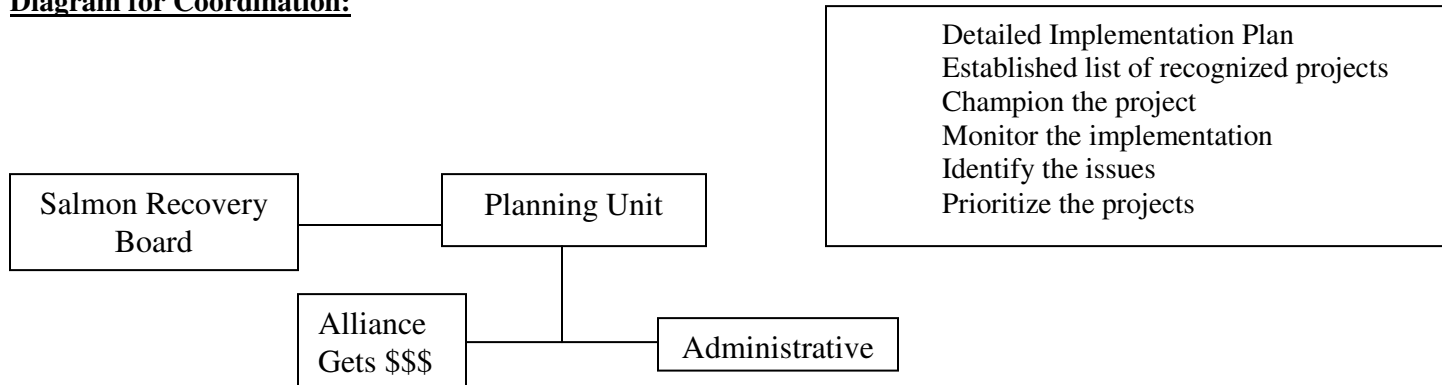 Diagram for Coordination:
Detailed Implementation Plan
Established list of recognized projects
Champion the project
Monitor the implementation
Identify the issues
Prioritize the projects
Salmon Recovery
Board
Planning Unit
Alliance
Gets $$$
Administrative